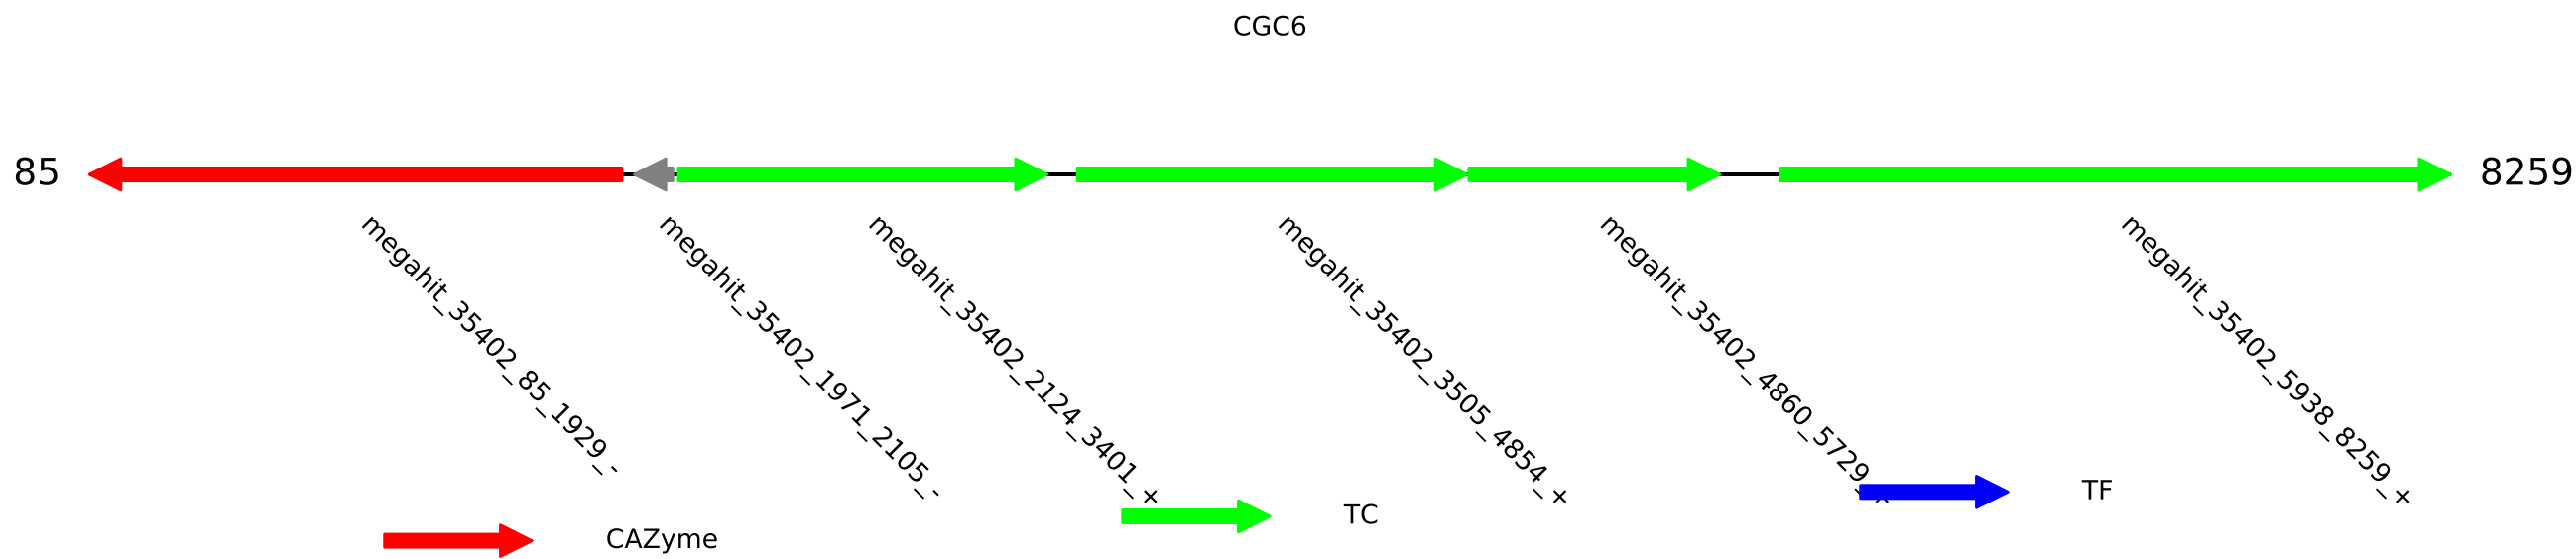 CGC6
85
8259
megahit_35402_85_1929_-
megahit_35402_1971_2105_-
megahit_35402_2124_3401_+
megahit_35402_3505_4854_+
megahit_35402_4860_5729_+
megahit_35402_5938_8259_+
CAZyme
TC
TF